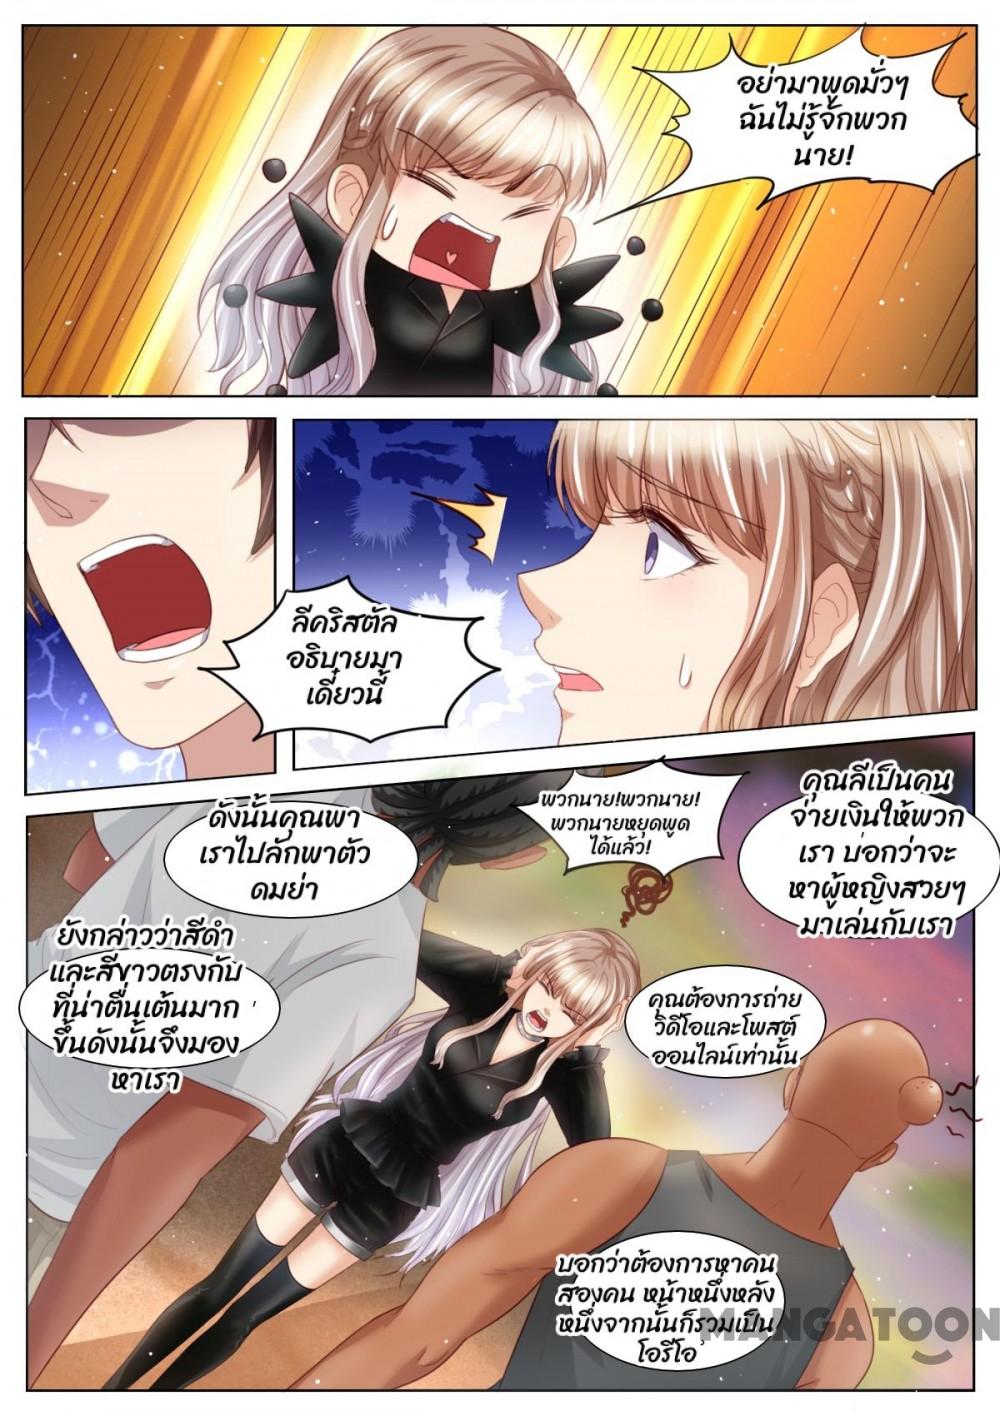 อย่ามาพูดมั่วๆ
ฉันไม่รู้จักพวก
นาย!
ลีคริสตัล
อธิบายมา
เดี๋ยวนี้
คุณลีเป็นคน
จ่ายเงินให้พวก
เรา บ่อกว่าจะ
หาผู้หญิงสวยๆ
มาเล่นกับเรา
พวกนาย!พวกนาย!
พวกนายหยุดพูด
ได้แล้ว!
ดังนั้นคุณพา
เราไปลักพาตัว
ดมย่า
ยังกล่าวว่าสีดำ
และสีขาวตรงกับ
ที่น่าตื่นเต้นมาก
ขึ้นดังนั้นจึงมอง
หาเรา
คุณต้องการถ่าย
วิดีโอและโพสต์
ออนไลน์เท่านั้น
บอกว่าต้องการหาคน
สองคน หน้าหนึ่งหลัง
หนึ่งจากนั้นก็รวมเป็น
โอรีโอ
MANGATOON